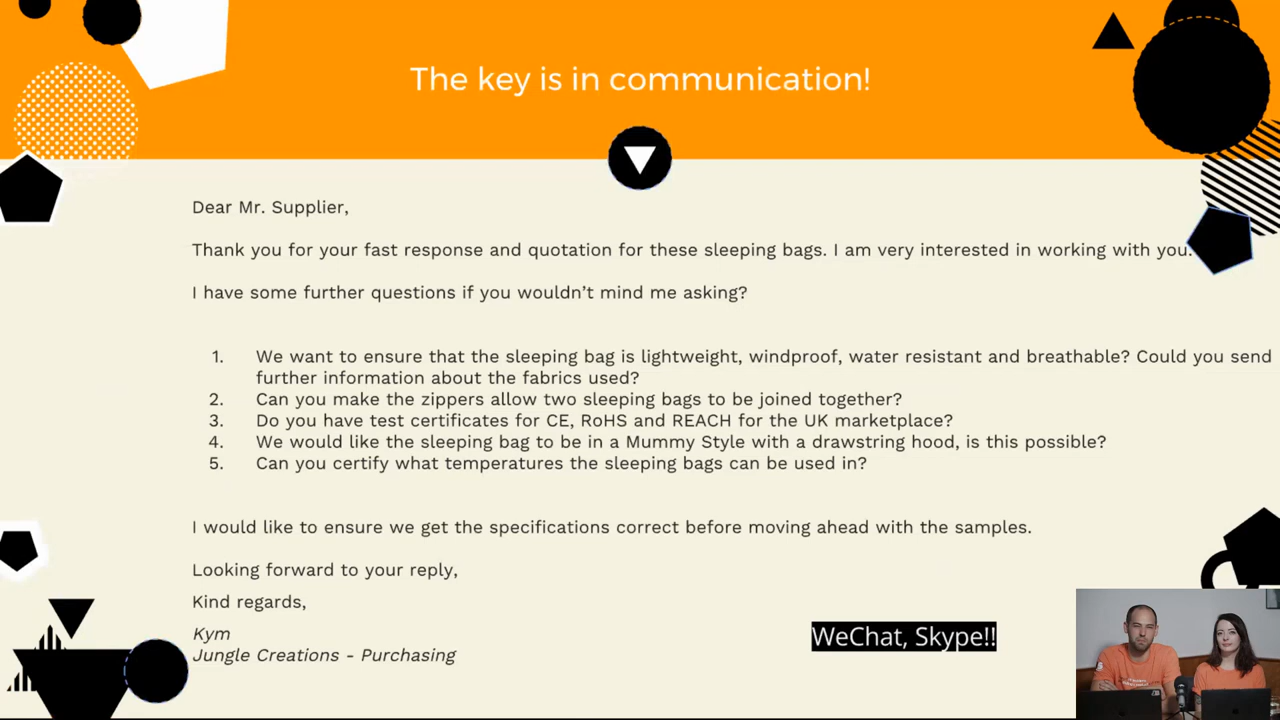 The key is in communication!
Dear Mr. Supplier,
Thank you for your fast response and quotation for these sleeping bags. I am very interested in working with you.
I have some further questions if you wouldn’t mind me asking?
1. We want to ensure that the sleeping bag is lightweight, windproof, water resistant and breathable? Could you send
further information about the fabrics used?
2. Can you make the zippers allow two sleeping bags to be joined together?
3. Do you have test certificates for CE, RoHS and REACH for the UK marketplace?
4. We would like the sleeping bag to be in a Mummy Style with a drawstring hood, is this possible?
5. Can you certify what temperatures the sleeping bags can be used in?
I would like to ensure we get the specifications correct before moving ahead with the samples.
Looking forward to your reply,
Kind regards,
Kym
Jungle Creations - Purchasing
WeChat, Skype!!